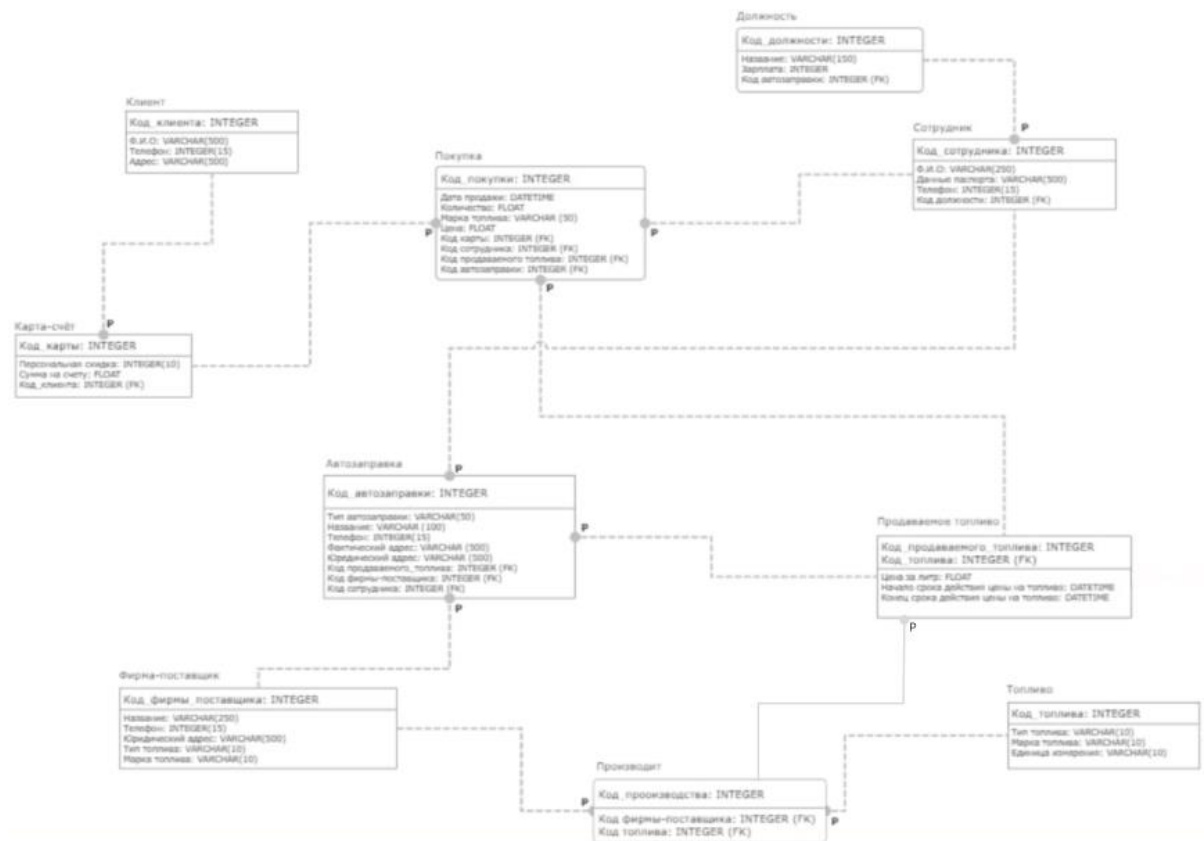 Должность
Код_должности: INTEGER
Название: VARCHAR(150)
Зарплата: INTEGER
Код автозаправки: INTEGER (FK)
Р
Клиент
Код_клиента: INTEGER
Ф.И.О: VARCHAR(500)
Телефон: INTEGER(15)
Адрес: VARCHAR(500)
Сотрудник
Код_сотрудника: INTEGER
Ф.И.О: VARCHAR(250)
Данные паспорта: VARCHAR(500)
Телефон: INTEGER(15)
Код должности: INTEGER (FK)
Покупка
Код_покупки: INTEGER
Дата продажи: DATETIME
Количество: FLOAT
Марка топлива: VARCHAR (50)
Цена: FLOAT
Код карты: INTEGER (FK)
Код сотрудника: INTEGER (FK)
Код продаваемого топлива: INTEGER (FK)
Код автозаправки: INTEGER (FK)
Р
Р
Р
Р
Карта-счёт
Код_карты: INTEGER
Персональная скидка: INTEGER(10)
Сумма на счету: FLOAT
Код_клиента: INTEGER (FK)
Р
Автозаправка
Код_автозаправки: INTEGER
Тип автозаправки: VARCHAR(50)
Название: VARCHAR (100)
Телефон: INTEGER(15)
Фактический адрес: VARCHAR (500)
Юредический адрес: VARCHAR (500)
Код продаваемого_топлива: INTEGER (FK)
Код фирмы-поставщика: INTEGER (FK)
Код сотрудника: INTEGER (FK)
Р
Р
Продаваемое топливо
Код_продаваемого_топлива: INTEGER
Код_топлива: INTEGER (FK)
Цена за литр: FLOAT
Начало срока действия цены на топливо: DATETIME
Конец срока действия цены на топливо: DATETIME
Р
Фирма-поставщик
Код_фирмы_поставщика: INTEGER
Название: VARCHAR(250)
Телефон: INTEGER(15)
Юридический адрес: VARCHAR(500)
Тип топлива: VARCHAR(10)
Марка топлива: VARCHAR(10)
Топливо
Код_топлива: INTEGER
Тип топлива: VARCHAR(10)
Марка топлива: VARCHAR(10)
Единица измерения: VARCHAR(10)
Производит
Код_прооизводства: INTEGER
Код фирмы-поставщика: INTEGER (FK)
Код топлива: INTEGER (FK)
Р
Р